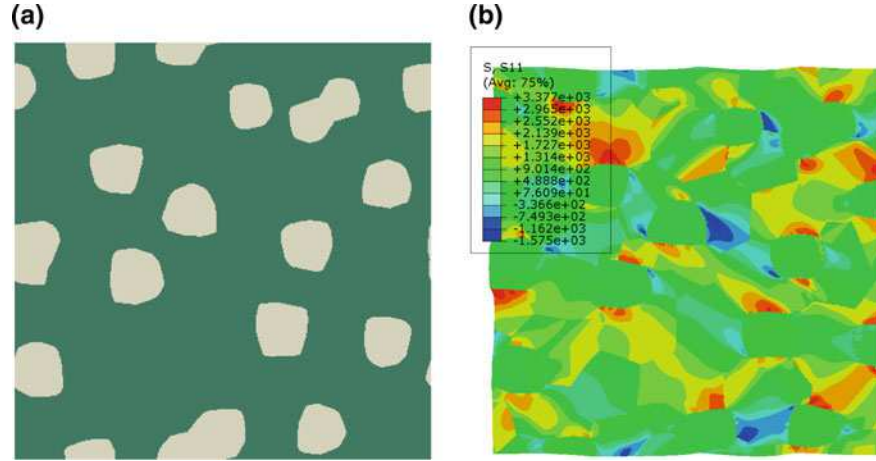 (a)
(b)
S, S11
(Avg: 75%)
+3.377e+03
+2.965e+03
+2.552e+03
+2.139e+03
+1.727e+03
+1.314e+03
+9.014e+02
+4.888e+02
+7.609e+01
-3.366e+02
-7.493e+02
-1.162e+03
-1.575e+03